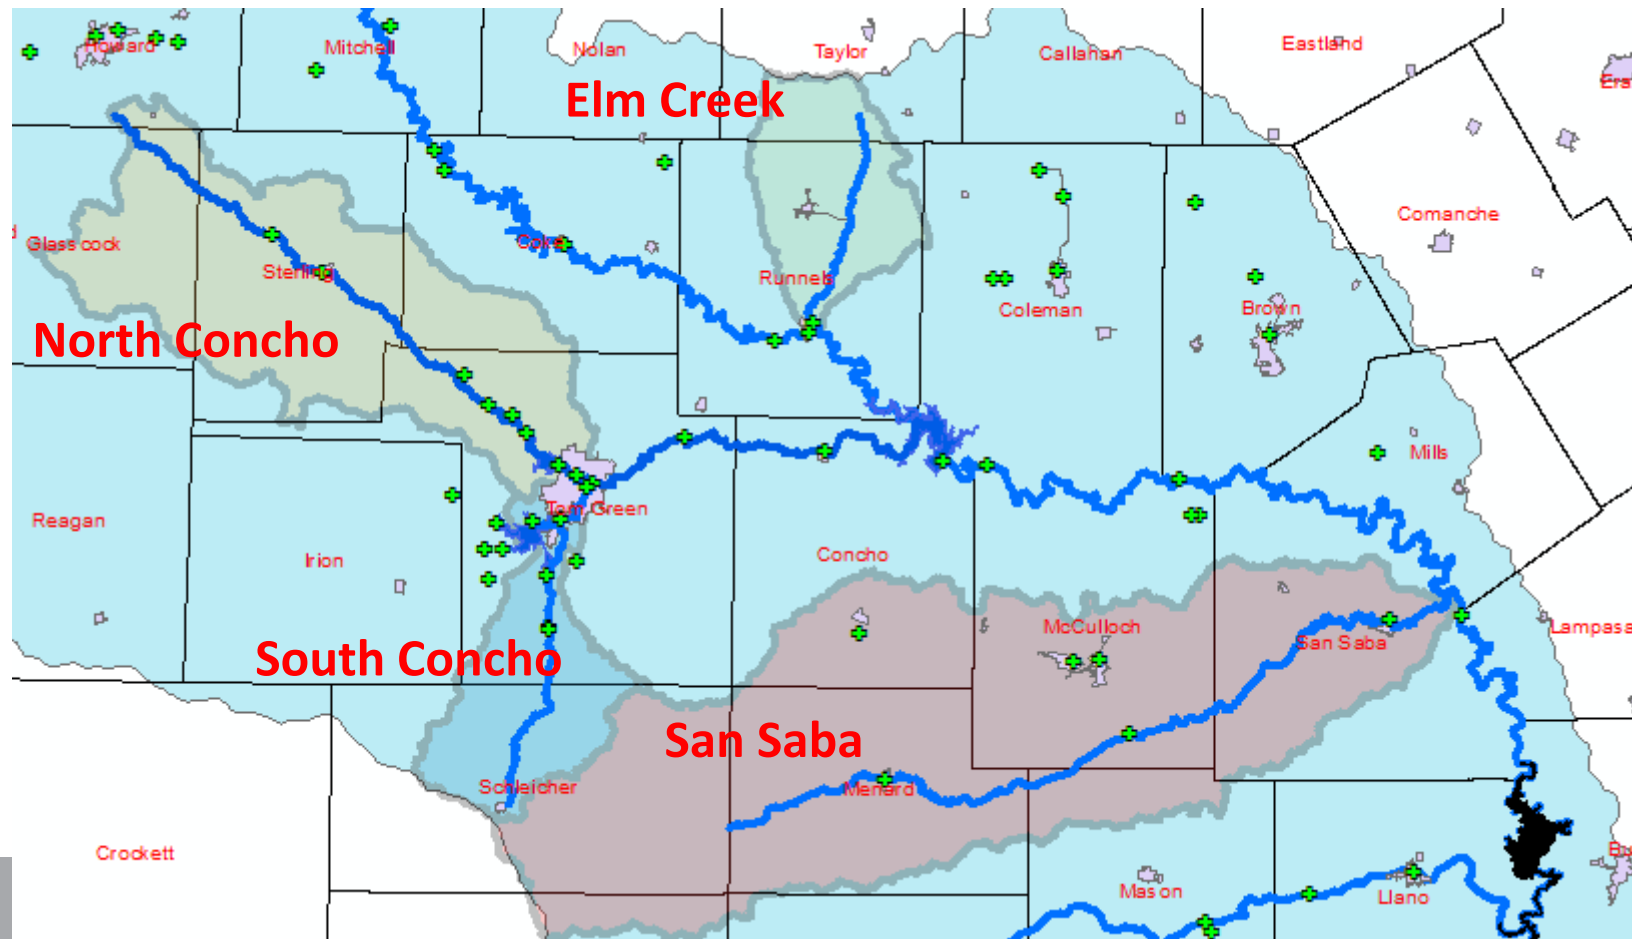 Howard
Mitchell
Nolan
Taylor
Callahan
Eastland
Elm Creek
Comanche
Glasscock
Sterling
Coke
Runnels
Coleman
Brown
North Concho
Mills
Tom Green
Reagan
Irion
Concho
McCulloch
San Saba
Lampasa
South Concho
San Saba
Schleicher
Menard
Crockett
Mason
Llano